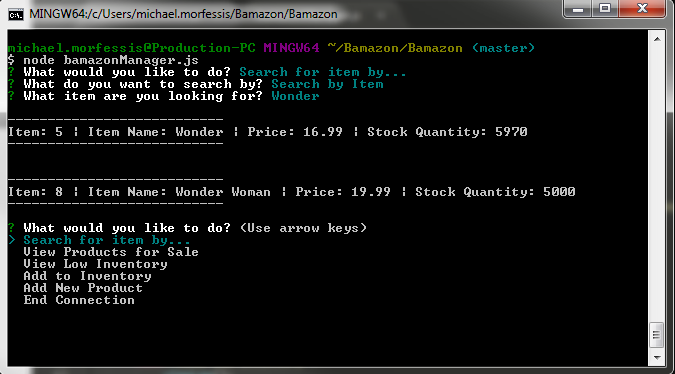 MINGW64:/c/Users/michael.morfessis/Bamazon/Bamazon
michael.morfessis@Production-PC MINGW64 ~/Bamazon/Bamazon (master)
$ node bamazonManager.js
? What would you like to do? Search for item by...
? What do you want to search by? Search by Item
? What item are you looking for? Wonder
---------------------------
Item: 5 | Item Name: Wonder | Price: 16.99 | Stock Quantity: 5970
---------------------------
---------------------------
Item: 8 | Item Name: Wonder Woman | Price: 19.99 | Stock Quantity: 5000
---------------------------
? What would you like to do? (Use arrow keys)
> Search for item by...
View Products for Sale
View Low Inventory
Add to Inventory
Add New Product
End Connection